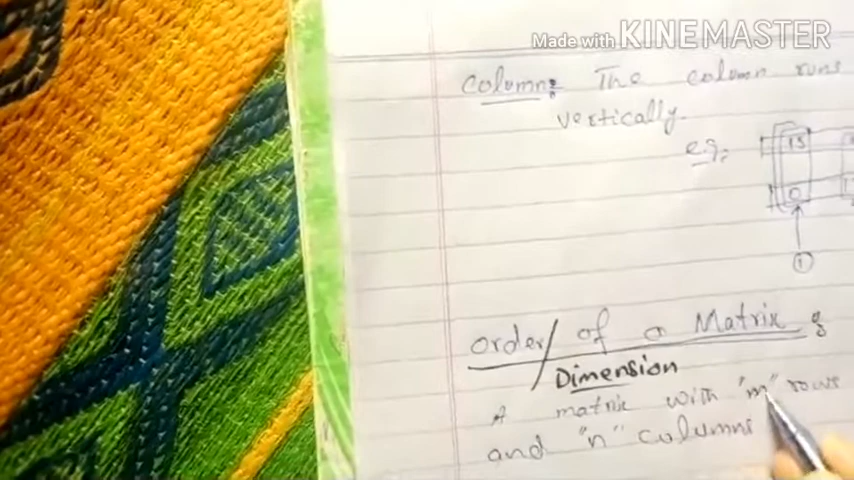 Made with KINEMASTER
Column: The column runs
vertically.
e.g,
15
0
1
Order/ of a Matrix :
Dimension
A matrix with "m" rows
and "n" columns